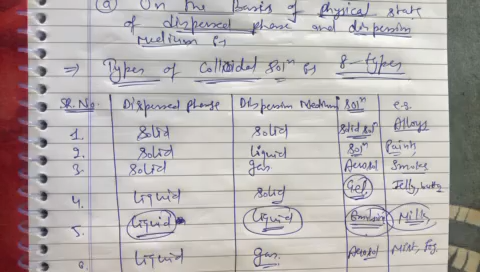 (a) On the basis of physical state
of dispersed phase and dispersion
medium is
⇒ Types of Colloidal solⁿ is 8-types
Sr. No. Dispersed phase Dispersion Medium solⁿ e.g.
1. Solid solid solid solⁿ Alloys
2. Solid liquid Solⁿ Paints
3. Solid gas Aerosol Smoke
4. liquid solid Gel Jelly, butter
5. liquid liquid Emulsion Milk
6. liquid gas Aerosol Mist, Fog